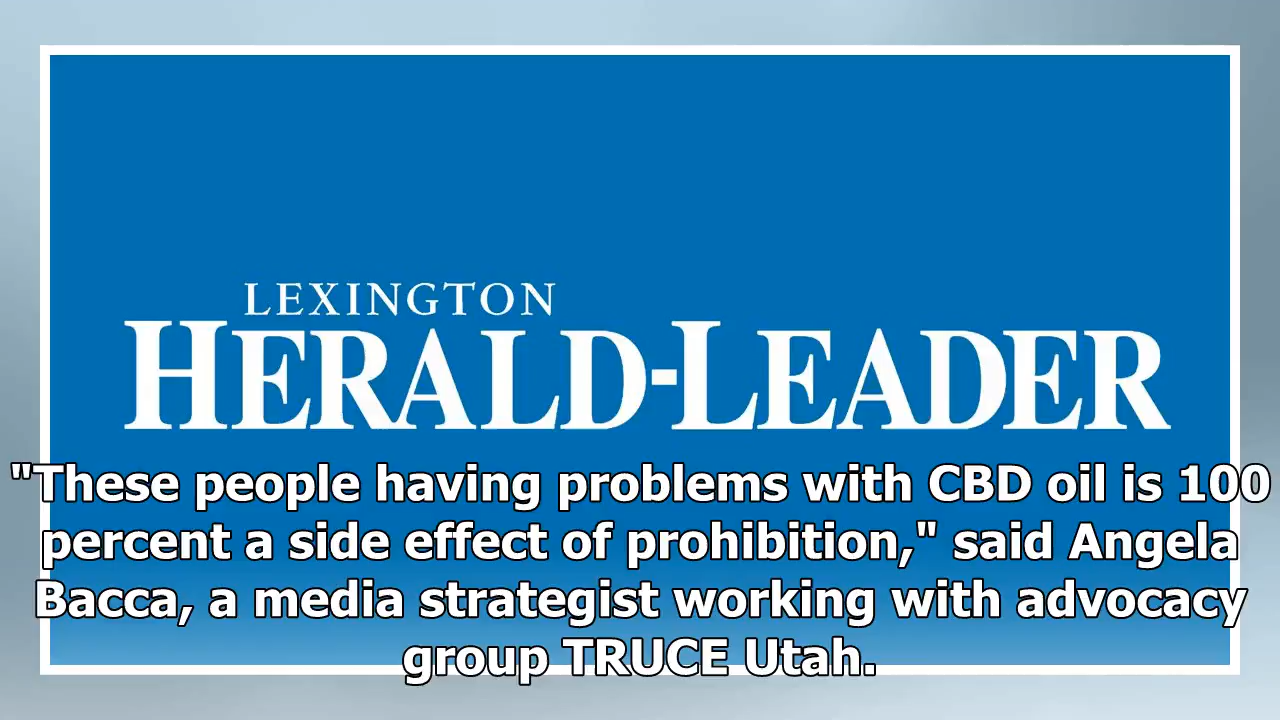 LEXINGTON
HERALD-LEADER
"These people having problems with CBD oil is 100
percent a side effect of prohibition," said Angela
Bacca, a media strategist working with advocacy
group TRUCE Utah.